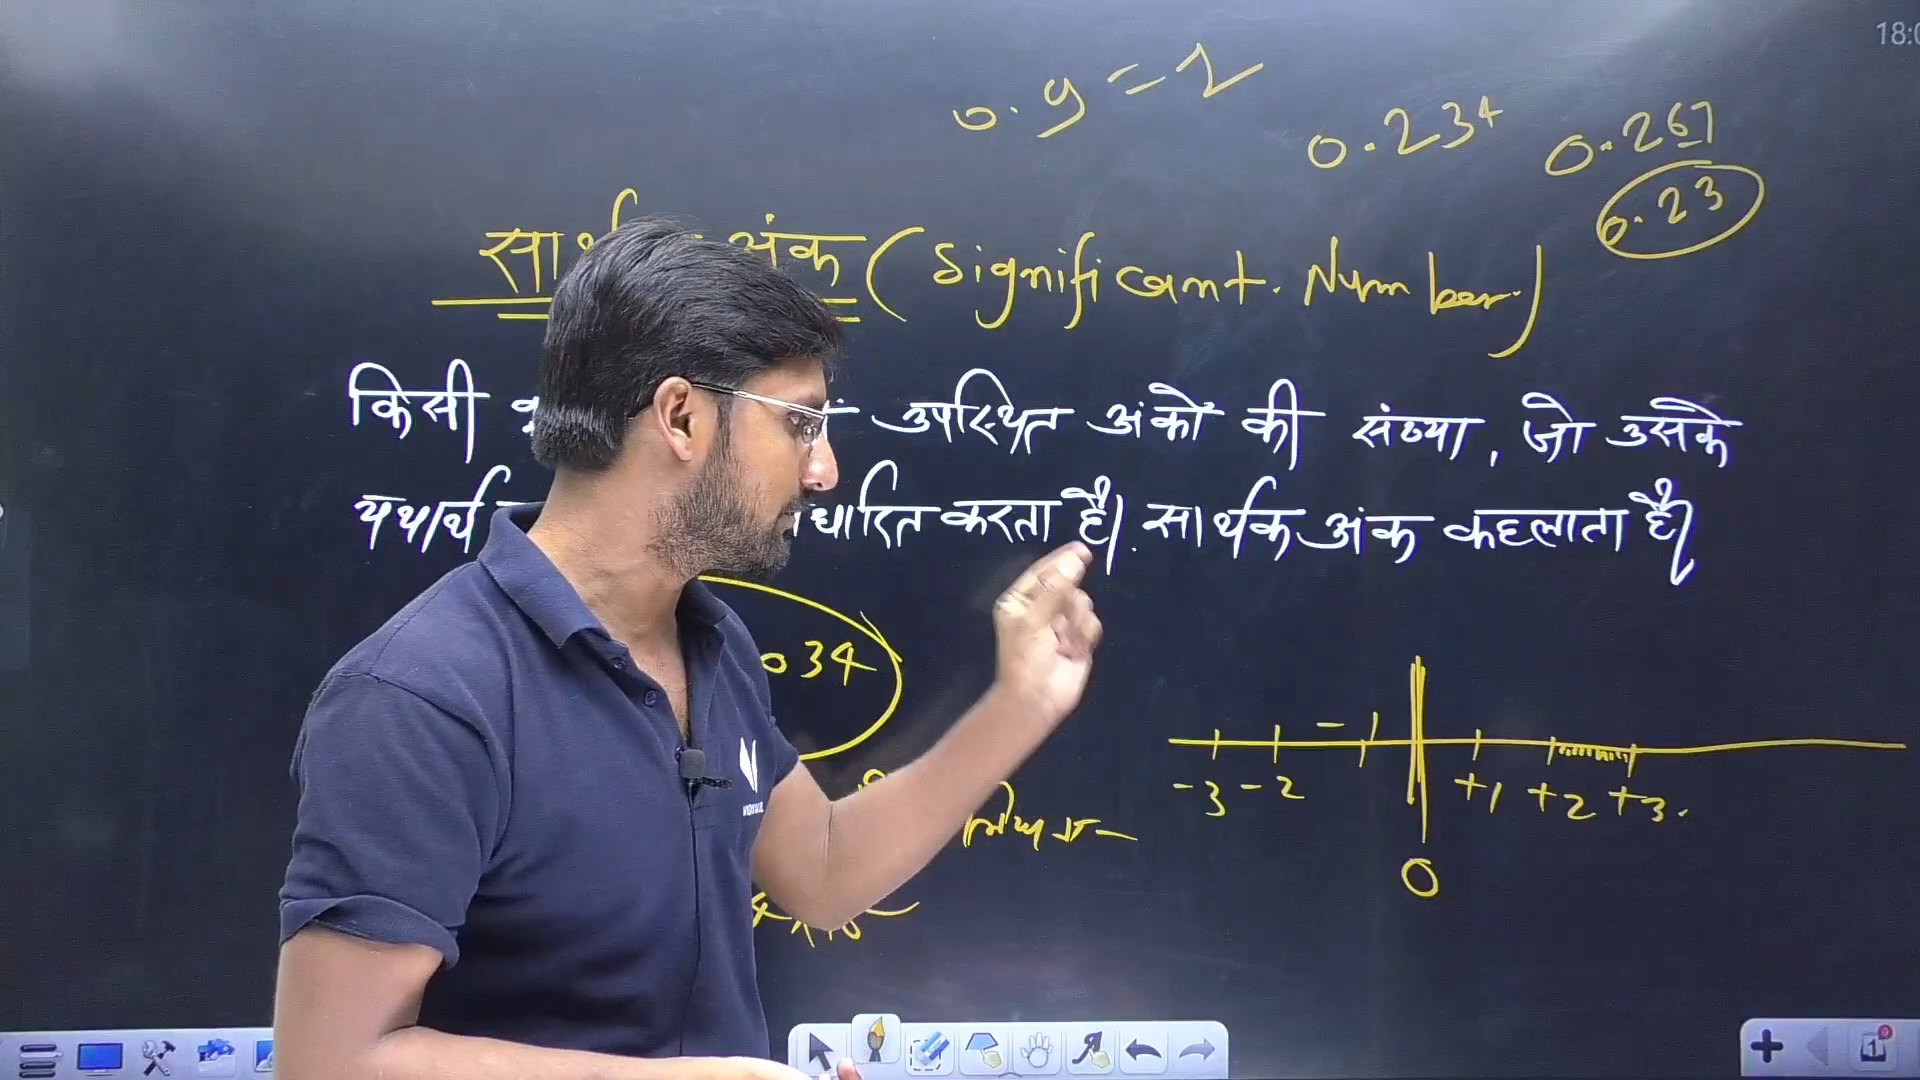 18:0
0.9 = 1
0.234
0.267
0.23
अंक (Significant. Number)
किसी उपस्थित अंकों की संख्या, जो उसके
यथार्थ धारित करता है। सार्थक अंक कहलाता है।
034
-3 -2 -1 +1 +2 +3
0